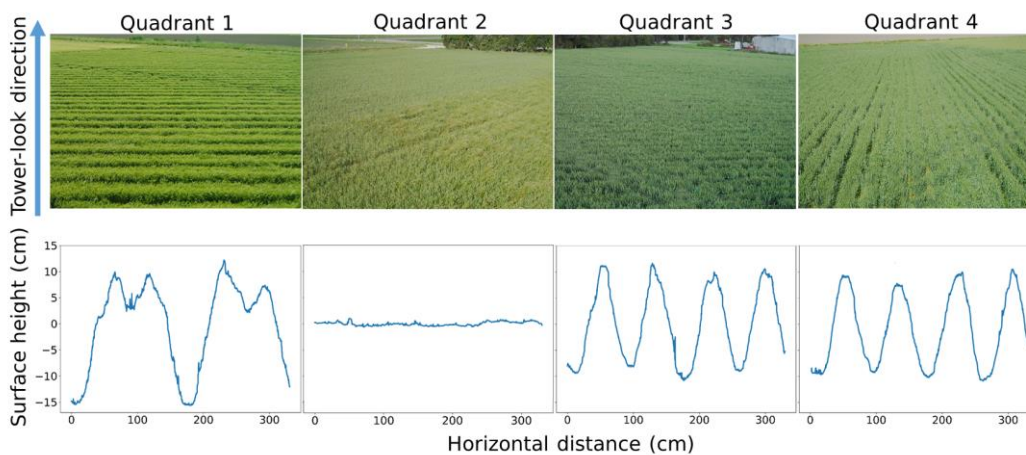 Quadrant 1
Quadrant 2
Quadrant 3
Quadrant 4
Tower-look direction
Surface height (cm)
15
10
5
0
−5
−10
−15
0 100 200 300
0 100 200 300
0 100 200 300
0 100 200 300
Horizontal distance (cm)